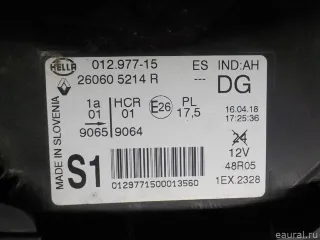 HELLA 012.977-15 ES IND:AH
26060 5214 R --- DG
1a HCR E26 PL 16.04.18
01 01 17,5 17:25:36
9065 9064 24
12V
MADE IN SLOVENIA
S1 48R05
0129771500013560 1EX.2328
© eaural.ru